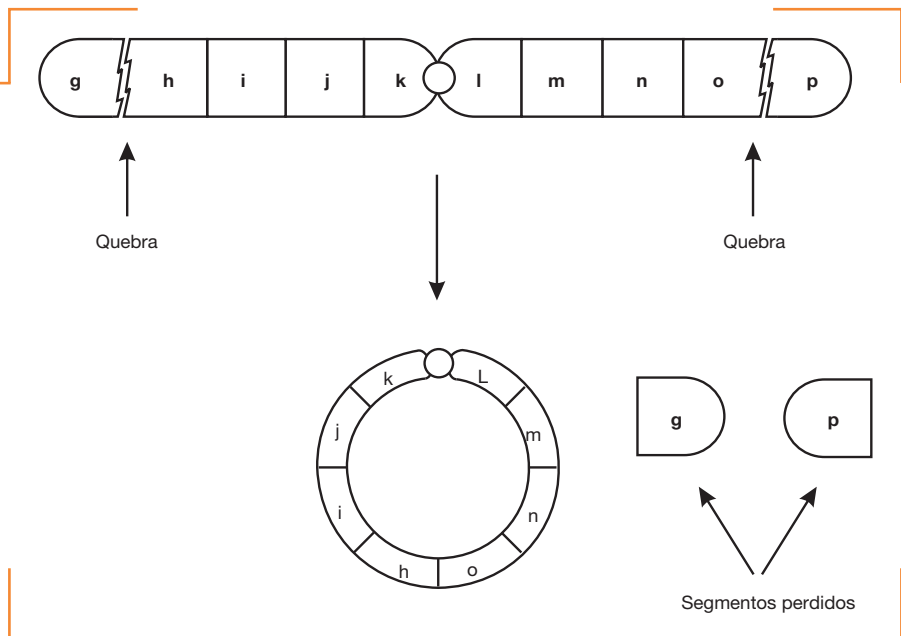 g h i j k l m n o p
Quebra Quebra
k L
j m
g p
i n
h o
Segmentos perdidos